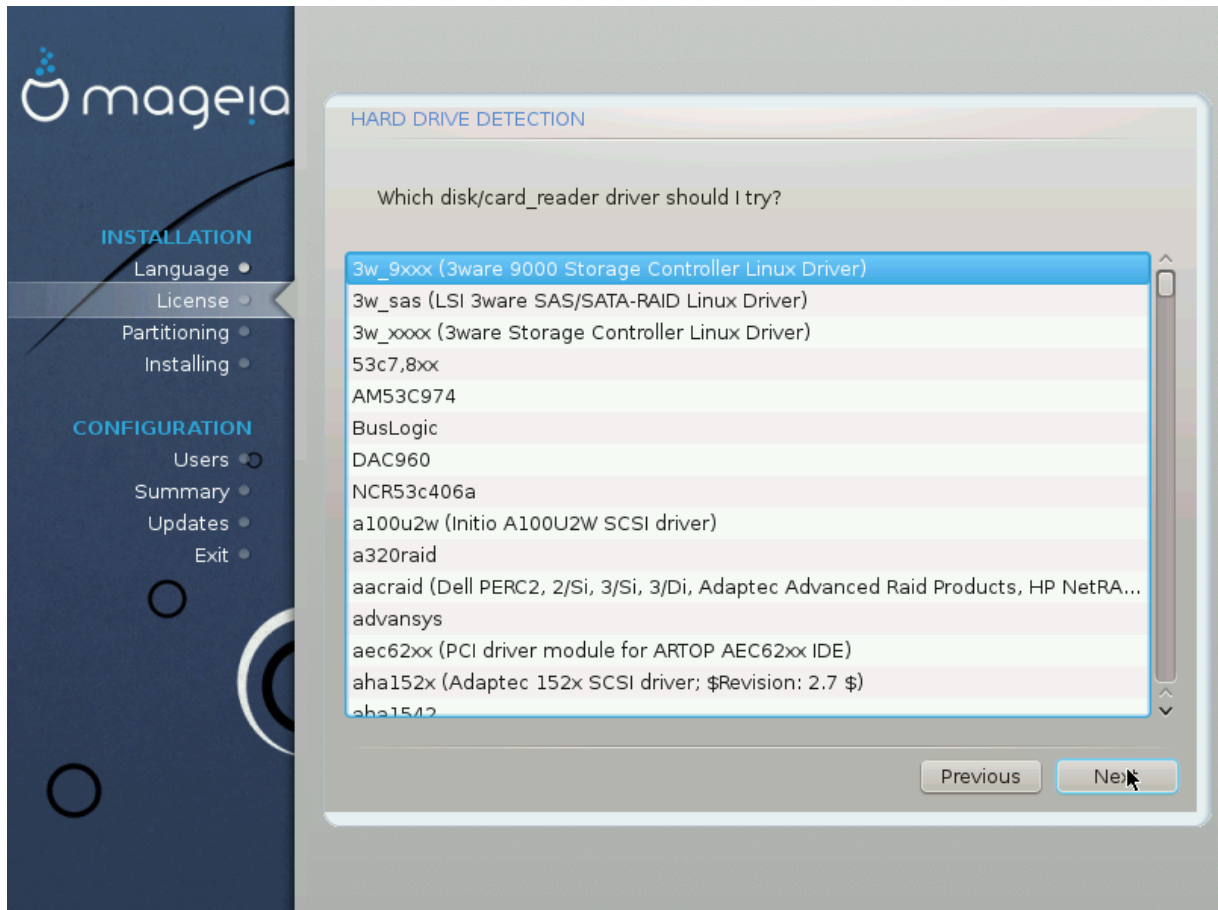 mageia
INSTALLATION
Language
License
Partitioning
Installing
CONFIGURATION
Users
Summary
Updates
Exit
HARD DRIVE DETECTION
Which disk/card_reader driver should I try?
3w_9xxx (3ware 9000 Storage Controller Linux Driver)
3w_sas (LSI 3ware SAS/SATA-RAID Linux Driver)
3w_xxxx (3ware Storage Controller Linux Driver)
53c7,8xx
AM53C974
BusLogic
DAC960
NCR53c406a
a100u2w (Initio A100U2W SCSI driver)
a320raid
aacraid (Dell PERC2, 2/Si, 3/Si, 3/Di, Adaptec Advanced Raid Products, HP NetRA...
advansys
aec62xx (PCI driver module for ARTOP AEC62xx IDE)
aha152x (Adaptec 152x SCSI driver; $Revision: 2.7 $)
aha1542
Previous
Next